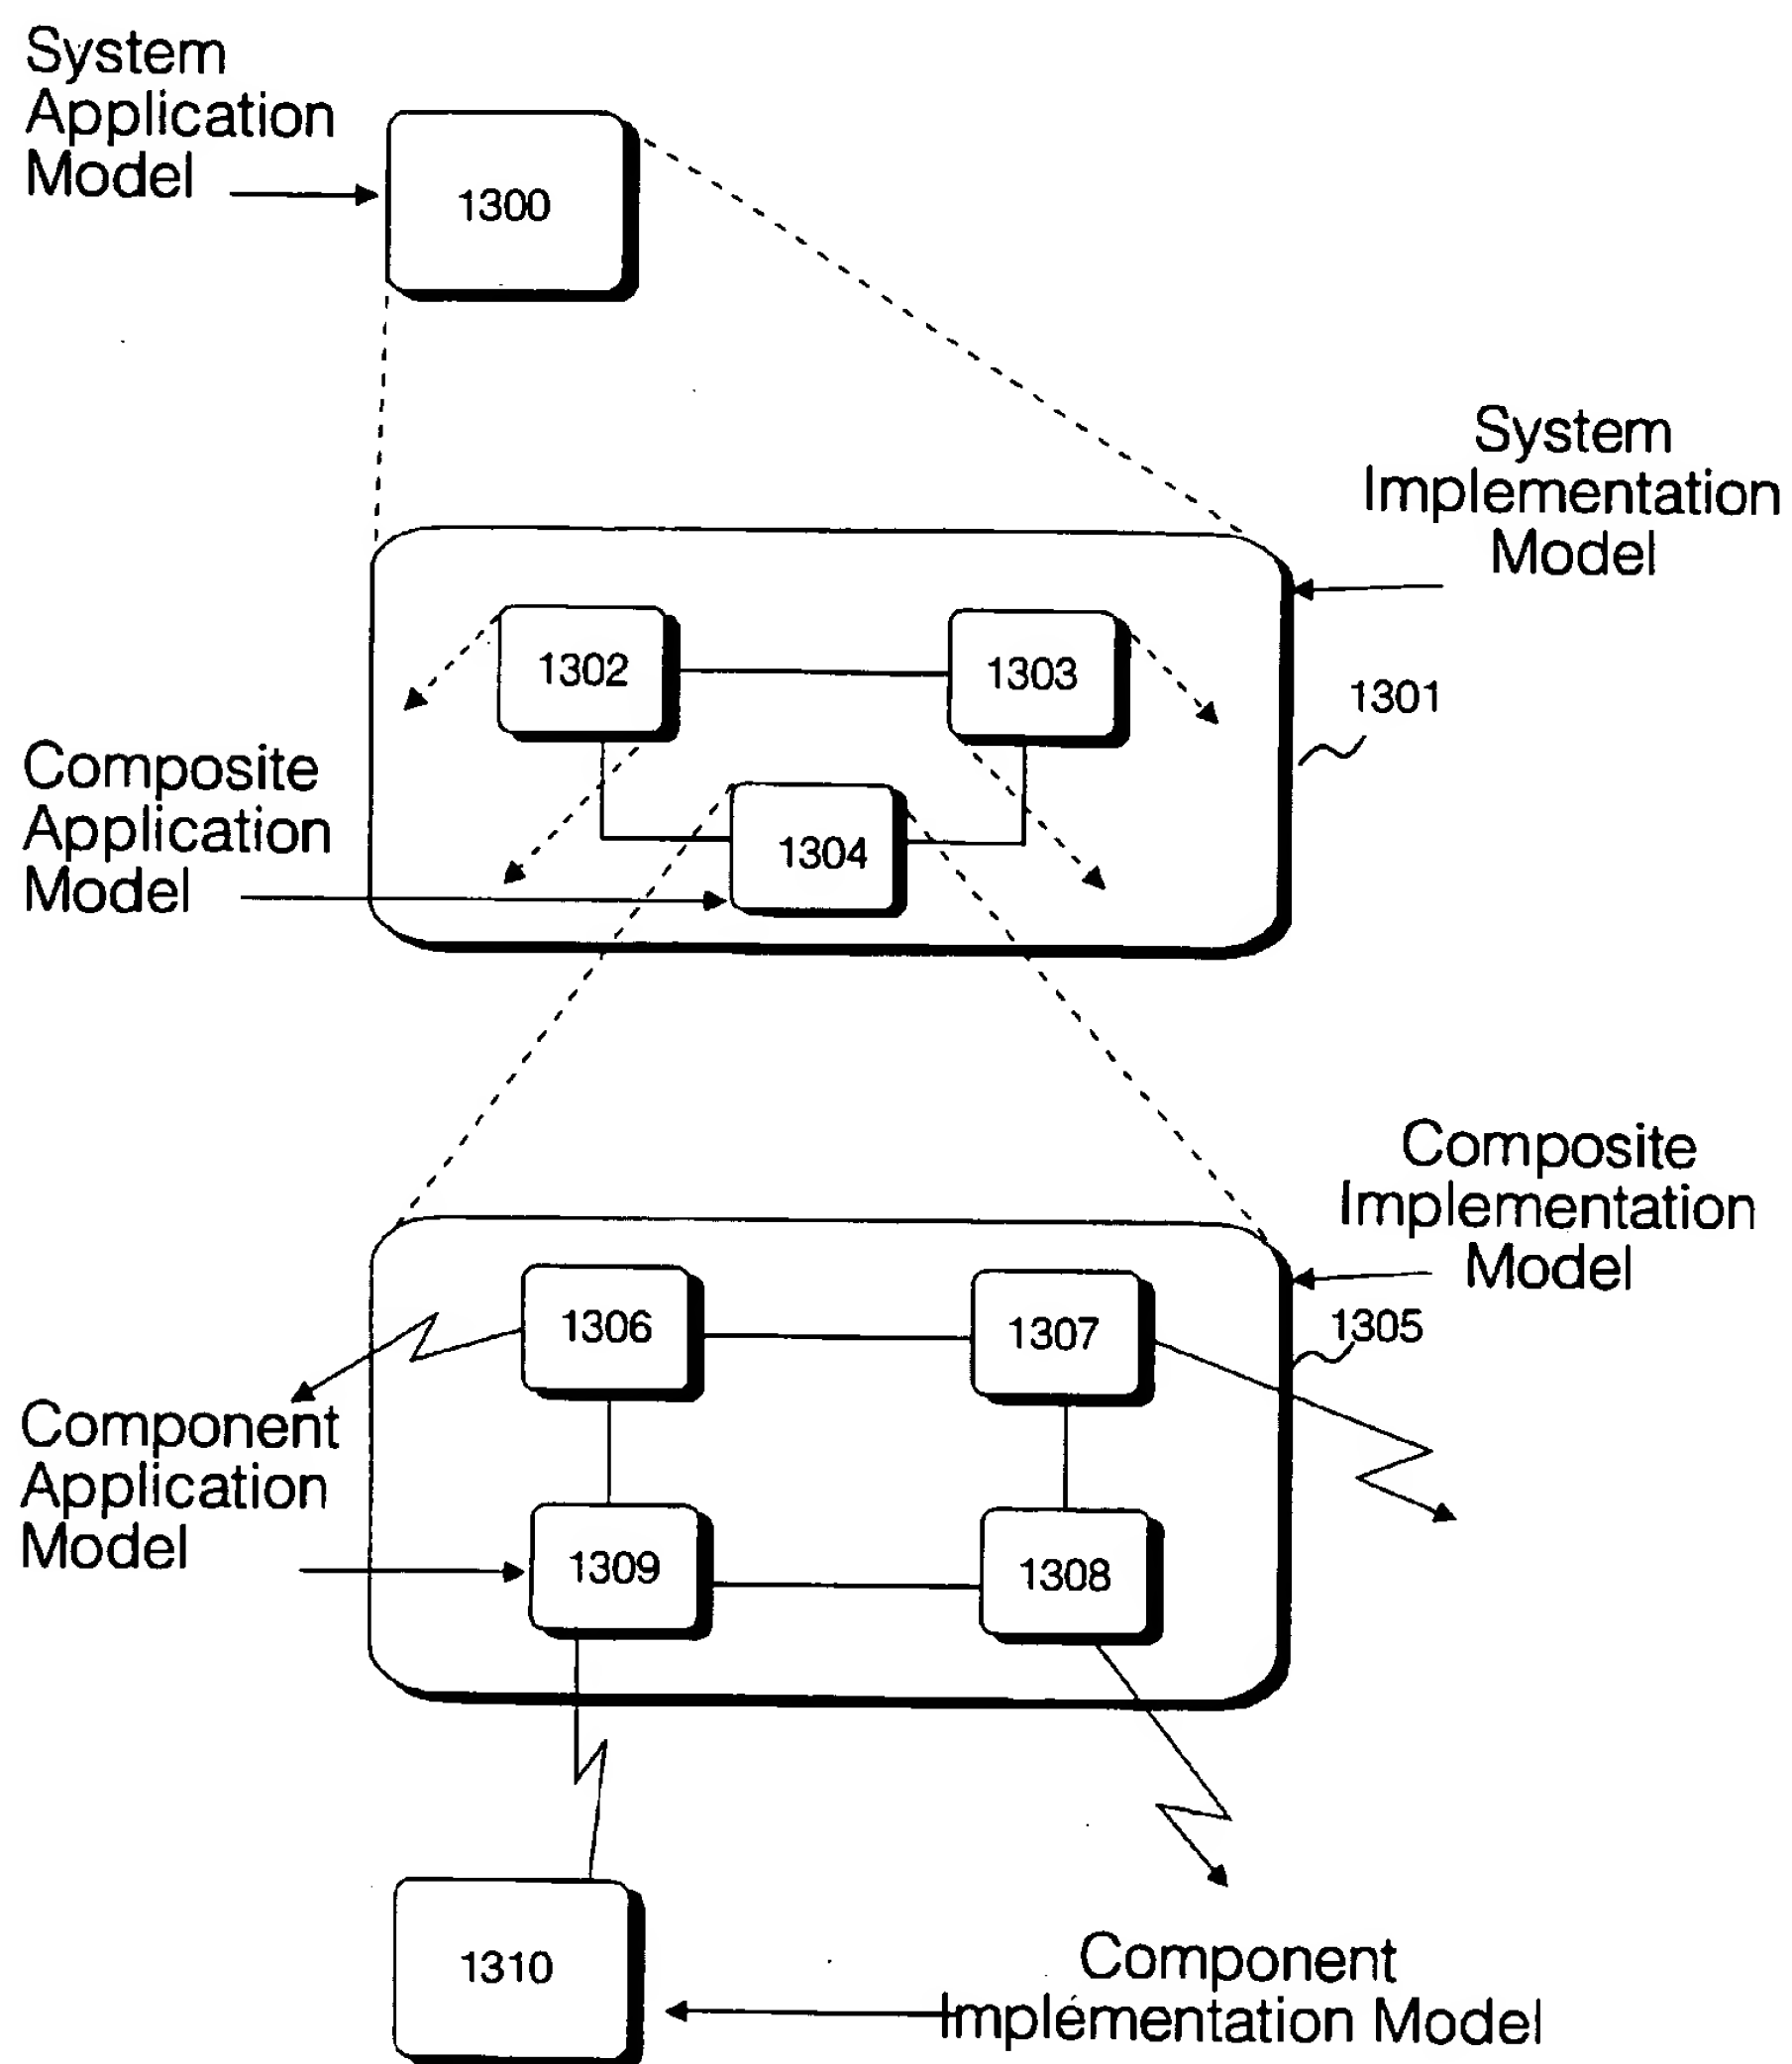 System
Application
Model
1300
System
Implementation
Model
1302
1303
1301
Composite
Application
Model
1304
Composite
Implementation
Model
1305
1306
1307
Component
Application
Model
1309
1308
1310
Component
Implementation Model